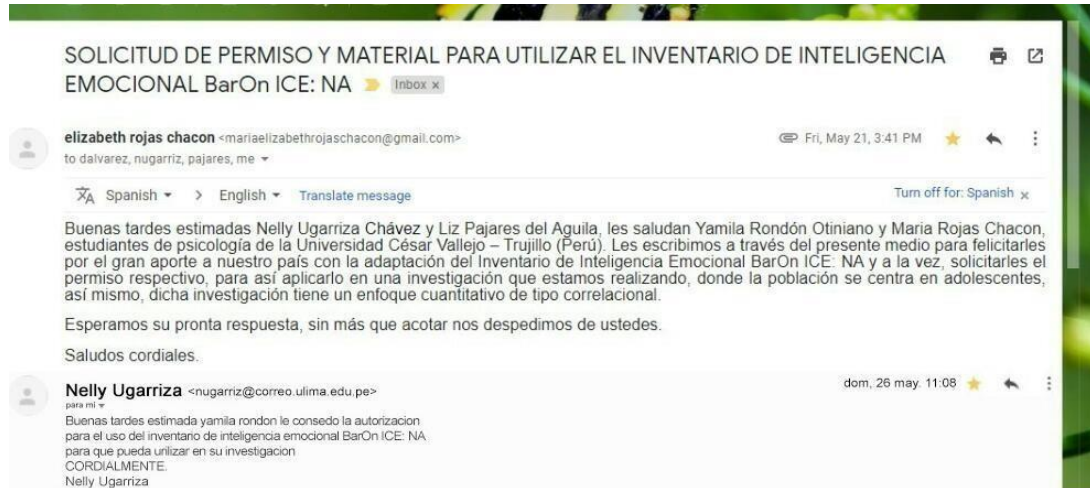 SOLICITUD DE PERMISO Y MATERIAL PARA UTILIZAR EL INVENTARIO DE INTELIGENCIA
EMOCIONAL BarOn ICE: NA Inbox x
elizabeth rojas chacon <mariaelizabethrojaschacon@gmail.com> Fri, May 21, 3:41 PM
to dalvarez, nugarriz, pajares, me
Spanish > English Translate message Turn off for: Spanish x
Buenas tardes estimadas Nelly Ugarriza Chávez y Liz Pajares del Aguila, les saludan Yamila Rondón Otiniano y Maria Rojas Chacon,
estudiantes de psicología de la Universidad César Vallejo – Trujillo (Perú). Les escribimos a través del presente medio para felicitarles
por el gran aporte a nuestro país con la adaptación del Inventario de Inteligencia Emocional BarOn ICE: NA y a la vez, solicitarles el
permiso respectivo, para así aplicarlo en una investigación que estamos realizando, donde la población se centra en adolescentes,
así mismo, dicha investigación tiene un enfoque cuantitativo de tipo correlacional.
Esperamos su pronta respuesta, sin más que acotar nos despedimos de ustedes.
Saludos cordiales.
Nelly Ugarriza <nugarriz@correo.ulima.edu.pe> dom, 26 may. 11:08
para mi
Buenas tardes estimada yamila rondon le consedo la autorizacion
para el uso del inventario de inteligencia emocional BarOn ICE: NA
para que pueda urilizar en su investigacion
CORDIALMENTE.
Nelly Ugarriza